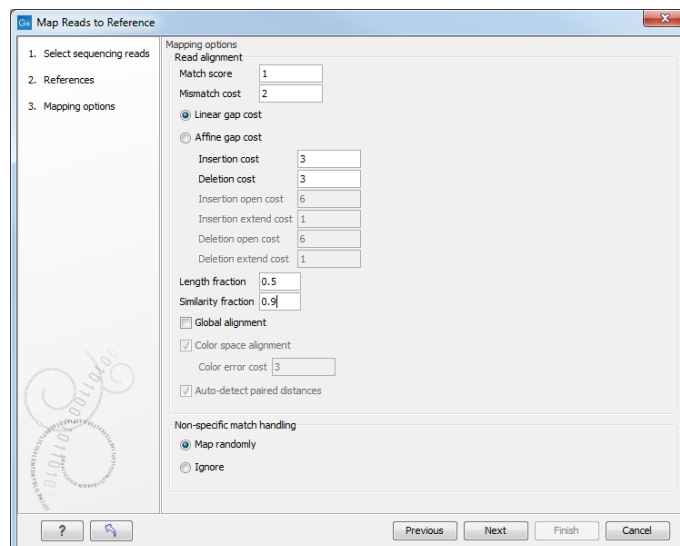 Gx Map Reads to Reference
1. Select sequencing reads
2. References
3. Mapping options
Mapping options
Read alignment
Match score 1
Mismatch cost 2
Linear gap cost
Affine gap cost
Insertion cost 3
Deletion cost 3
Insertion open cost 6
Insertion extend cost 1
Deletion open cost 6
Deletion extend cost 1
Length fraction 0.5
Similarity fraction 0.9
Global alignment
Color space alignment
Color error cost 3
Auto-detect paired distances
Non-specific match handling
Map randomly
Ignore
? Previous Next Finish Cancel